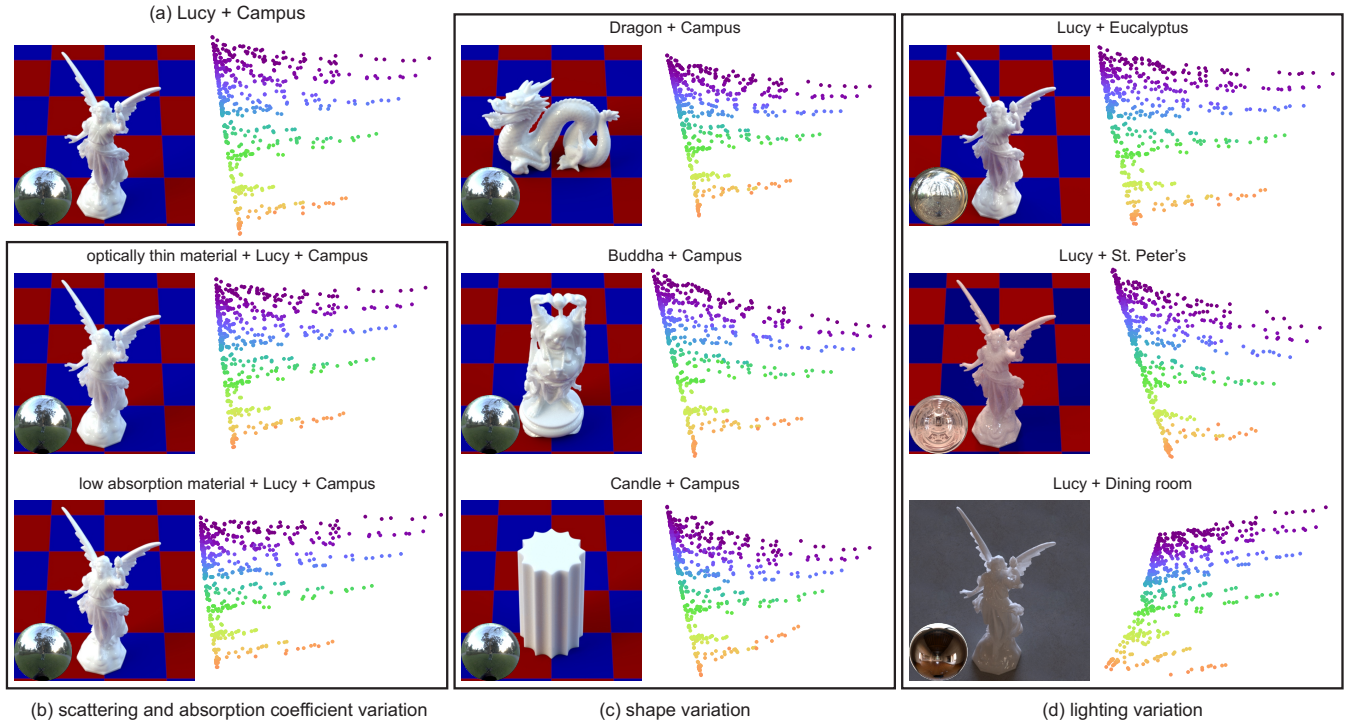 (a) Lucy + Campus
optically thin material + Lucy + Campus
low absorption material + Lucy + Campus
(b) scattering and absorption coefficient variation
Dragon + Campus
Buddha + Campus
Candle + Campus
(c) shape variation
Lucy + Eucalyptus
Lucy + St. Peter's
Lucy + Dining room
(d) lighting variation